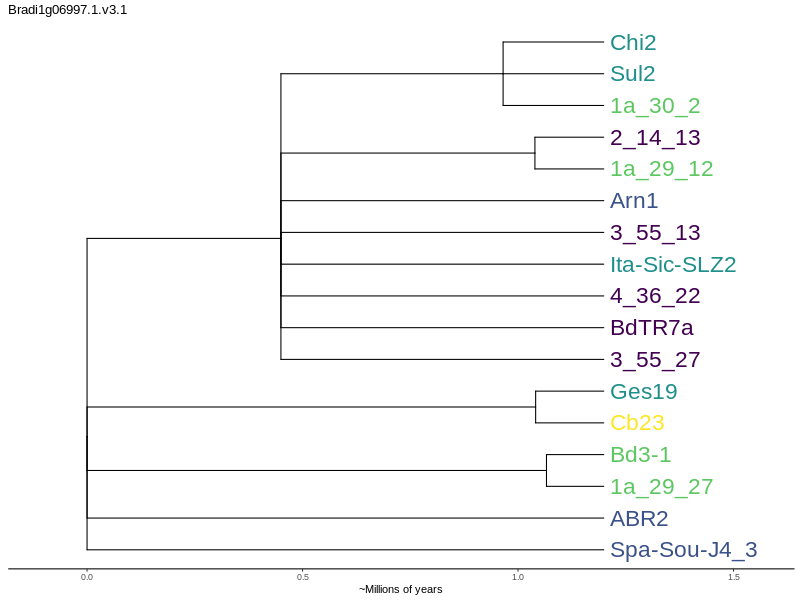 Bradi1g06997.1.v3.1
Chi2
Sul2
1a_30_2
2_14_13
1a_29_12
Arn1
3_55_13
Ita-Sic-SLZ2
4_36_22
BdTR7a
3_55_27
Ges19
Cb23
Bd3-1
1a_29_27
ABR2
Spa-Sou-J4_3
0.0 0.5 1.0 1.5
~Millions of years